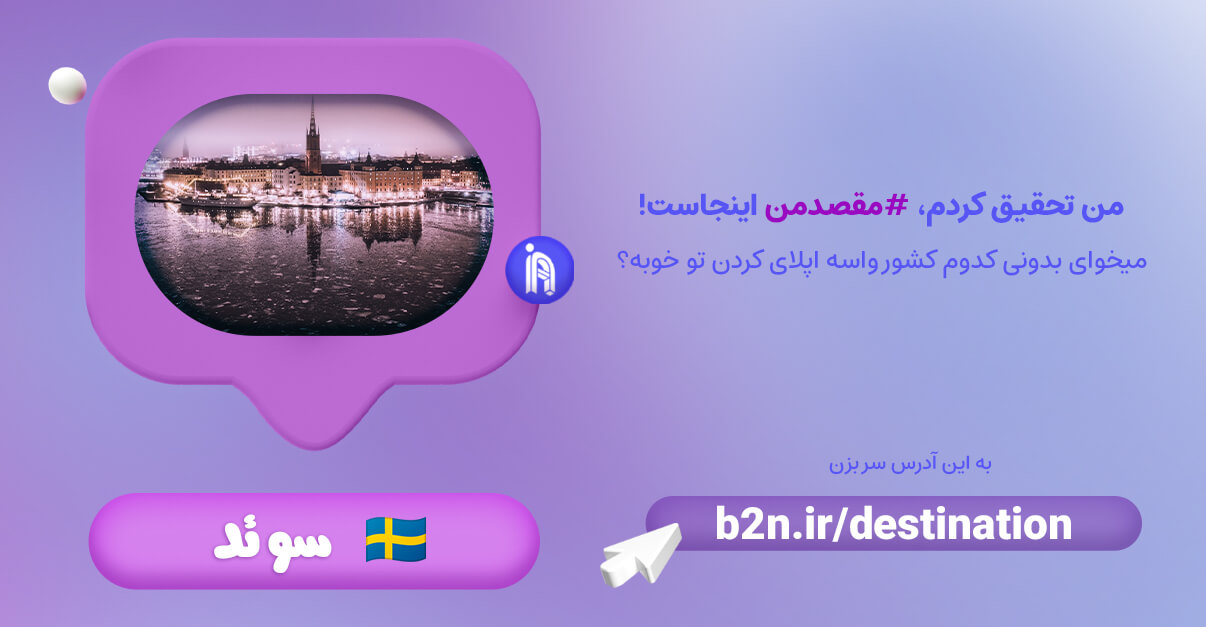 من تحقیق کردم، #مقصدمن اینجاست!
میخوای بدونی کدوم کشور واسه اپلای کردن تو خوبه؟
به این آدرس سر بزن
b2n.ir/destination
سوئد